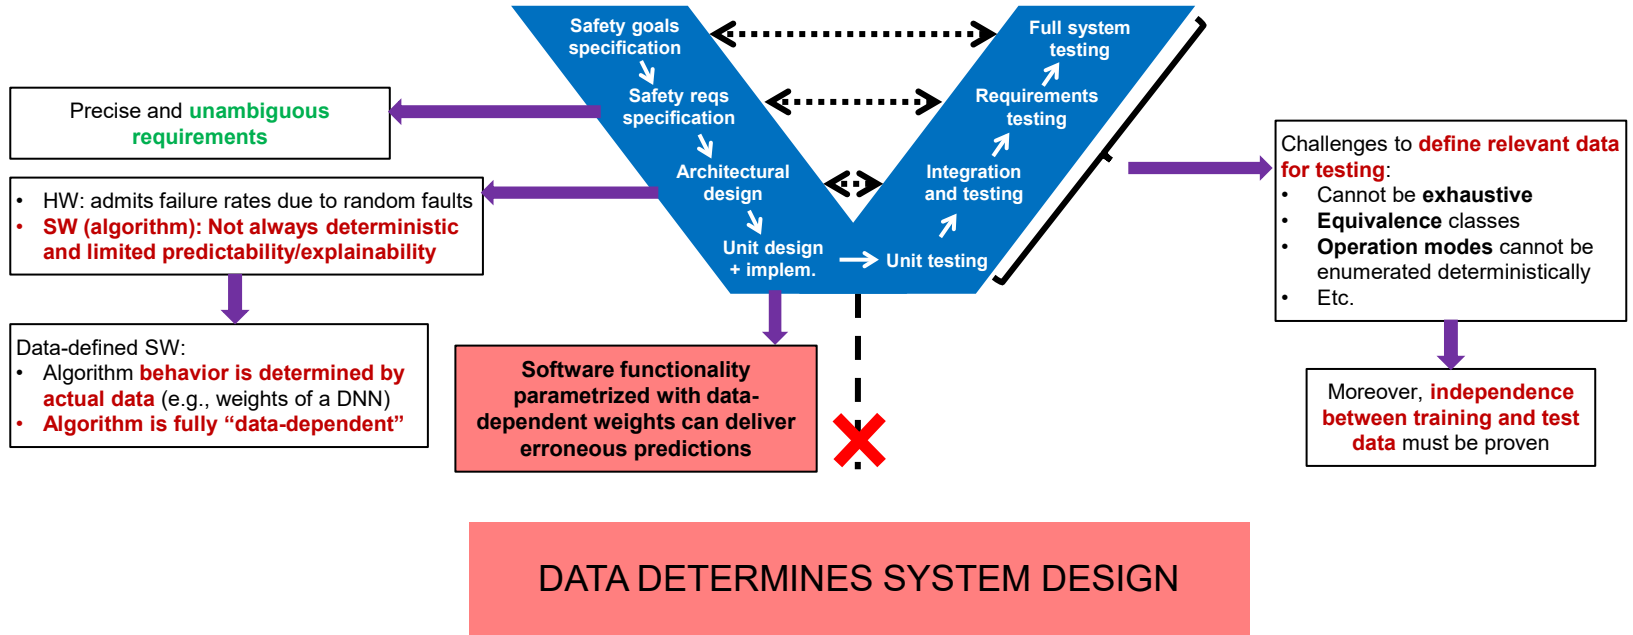 Safety goals
specification
Safety reqs
specification
Architectural
design
Unit design
+ implem.
Unit testing
Integration
and testing
Requirements
testing
Full system
testing
Precise and unambiguous
requirements
• HW: admits failure rates due to random faults
• SW (algorithm): Not always deterministic
and limited predictability/explainability
Data-defined SW:
• Algorithm behavior is determined by
actual data (e.g., weights of a DNN)
• Algorithm is fully “data-dependent”
Software functionality
parametrized with data-
dependent weights can deliver
erroneous predictions
Challenges to define relevant data
for testing:
• Cannot be exhaustive
• Equivalence classes
• Operation modes cannot be
enumerated deterministically
• Etc.
Moreover, independence
between training and test
data must be proven
DATA DETERMINES SYSTEM DESIGN